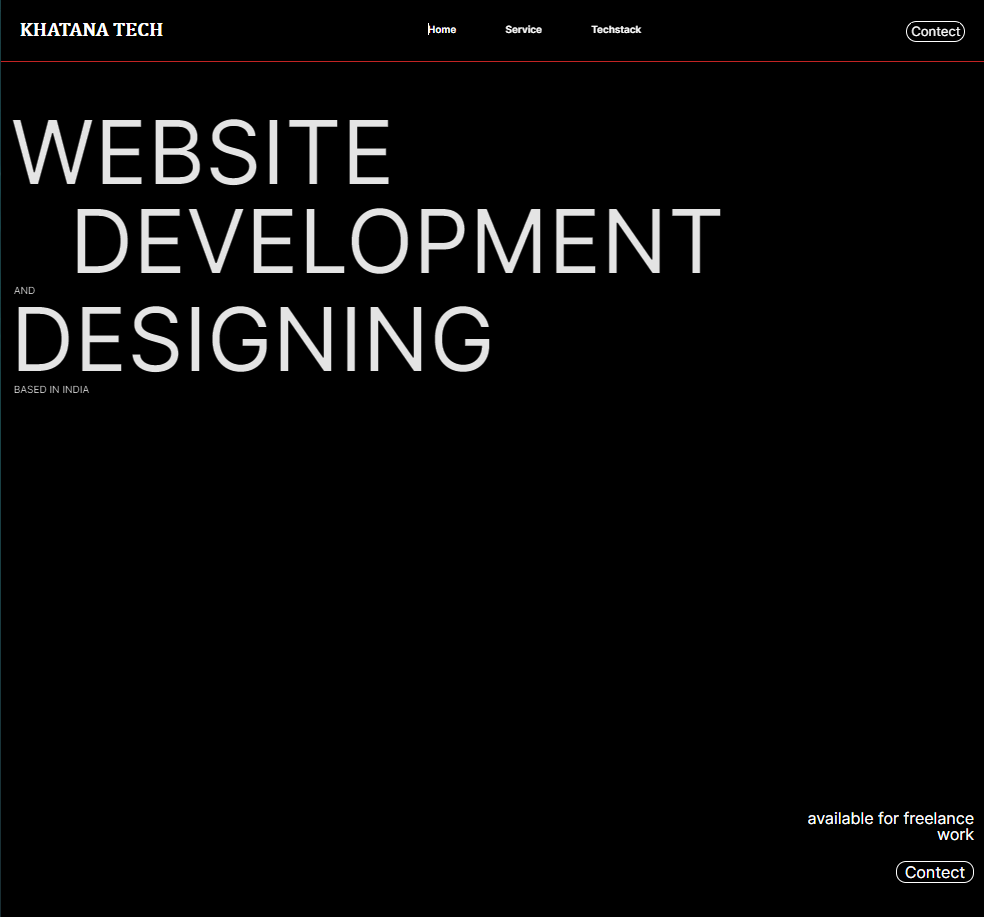 KHATANA TECH
Home
Service
Techstack
Contect
WEBSITE
DEVELOPMENT
AND
DESIGNING
BASED IN INDIA
available for freelance
work
Contect